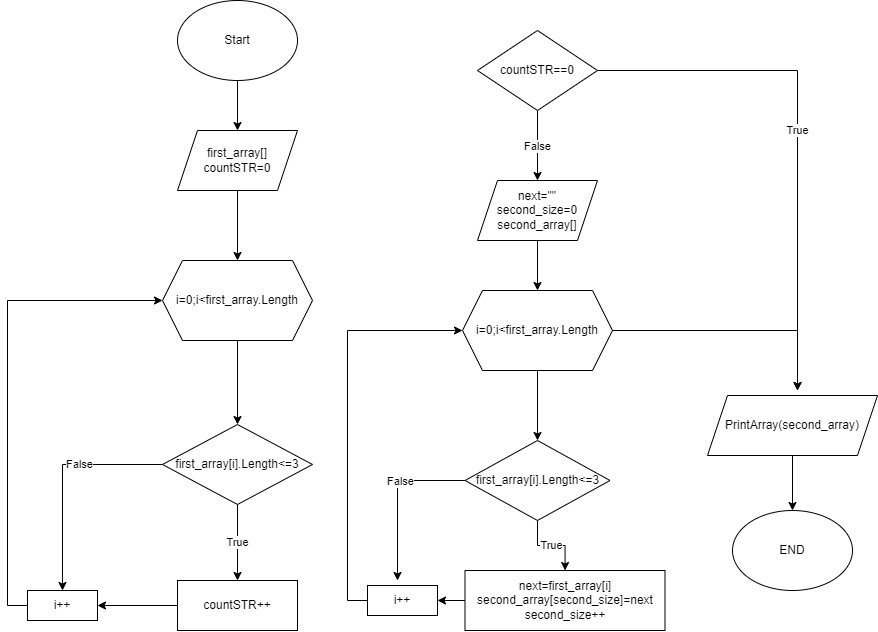 Start
first_array[]
countSTR=0
i=0;i<first_array.Length
first_array[i].Length<=3
False
True
i++
countSTR++
countSTR==0
True
False
next=""
second_size=0
second_array[]
i=0;i<first_array.Length
first_array[i].Length<=3
False
True
i++
next=first_array[i]
second_array[second_size]=next
second_size++
PrintArray(second_array)
END